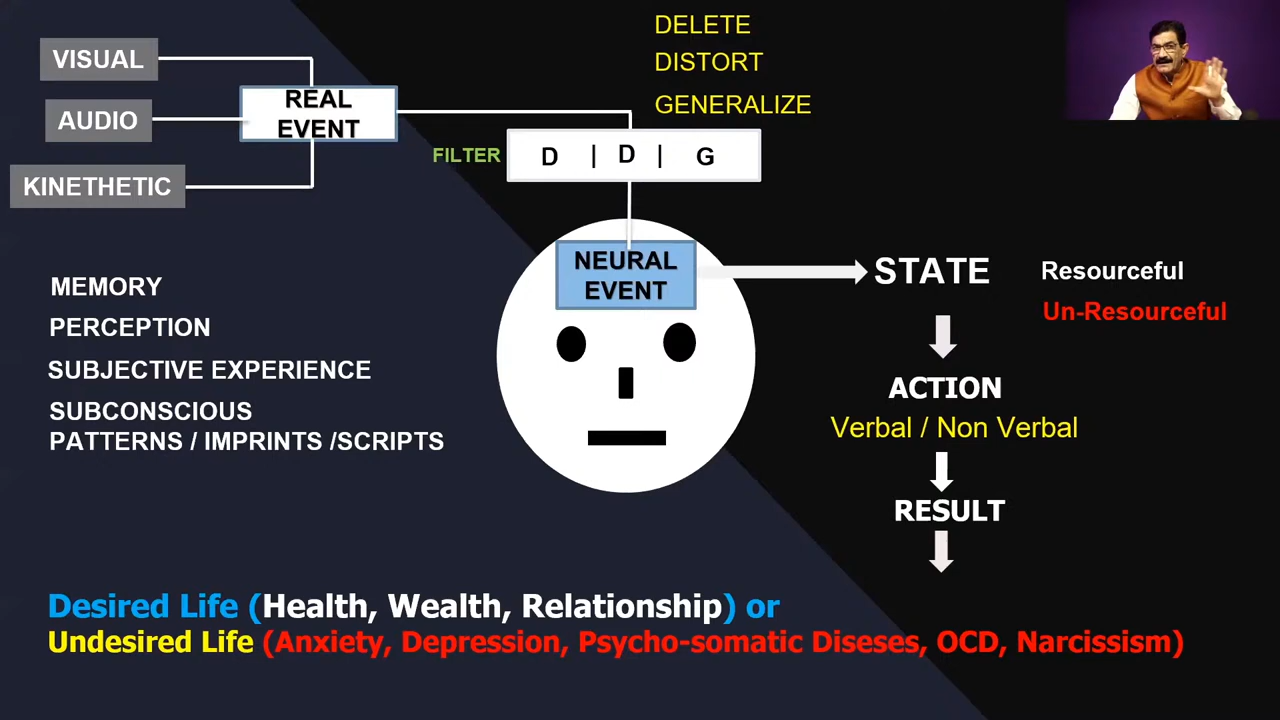 VISUAL
AUDIO
KINETHETIC
REAL
EVENT
DELETE
DISTORT
GENERALIZE
FILTER
D | D | G
NEURAL
EVENT
STATE
Resourceful
Un-Resourceful
ACTION
Verbal / Non Verbal
RESULT
MEMORY
PERCEPTION
SUBJECTIVE EXPERIENCE
SUBCONSCIOUS
PATTERNS / IMPRINTS /SCRIPTS
Desired Life (Health, Wealth, Relationship) or
Undesired Life (Anxiety, Depression, Psycho-somatic Diseses, OCD, Narcissism)